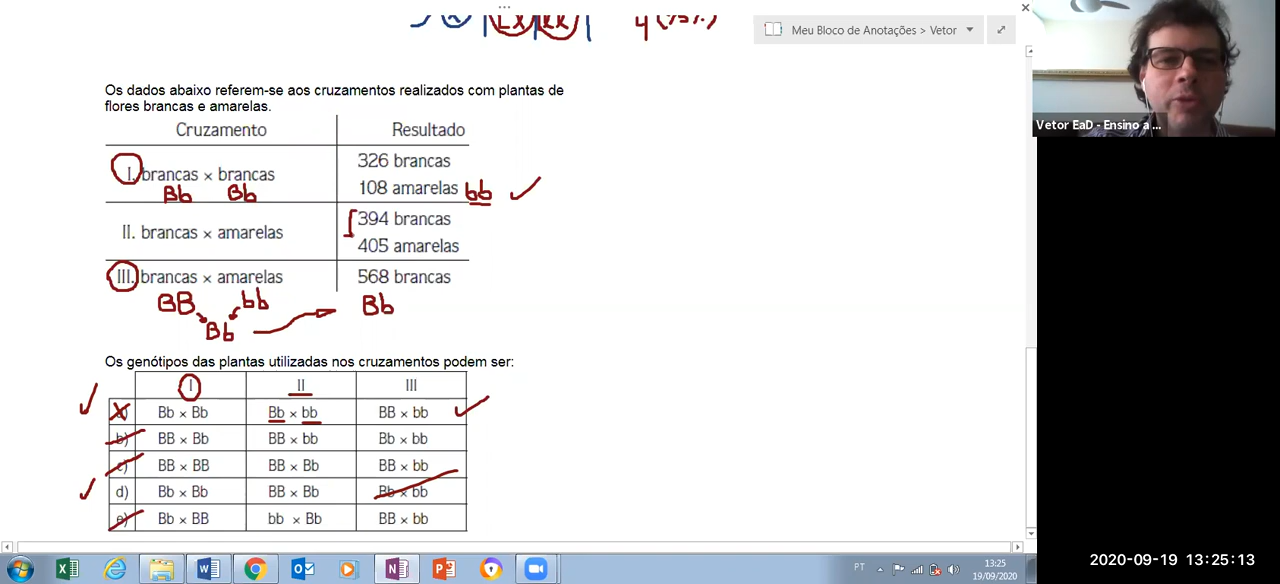 4 (75%)
Meu Bloco de Anotações > Vetor
Os dados abaixo referem-se aos cruzamentos realizados com plantas de
flores brancas e amarelas.
Cruzamento Resultado
I. brancas × brancas 326 brancas
Bb Bb 108 amarelas bb
II. brancas × amarelas 394 brancas
405 amarelas
III. brancas × amarelas 568 brancas
BB bb Bb
Bb
Os genótipos das plantas utilizadas nos cruzamentos podem ser:
I II III
a) Bb × Bb Bb × bb BB × bb
b) BB × Bb BB × bb Bb × bb
c) BB × BB BB × Bb BB × bb
d) Bb × Bb BB × Bb Bb × bb
e) Bb × BB bb × Bb BB × bb
Vetor EaD - Ensino a ...
2020-09-19 13:25:13
PT
13:25
19/09/2020